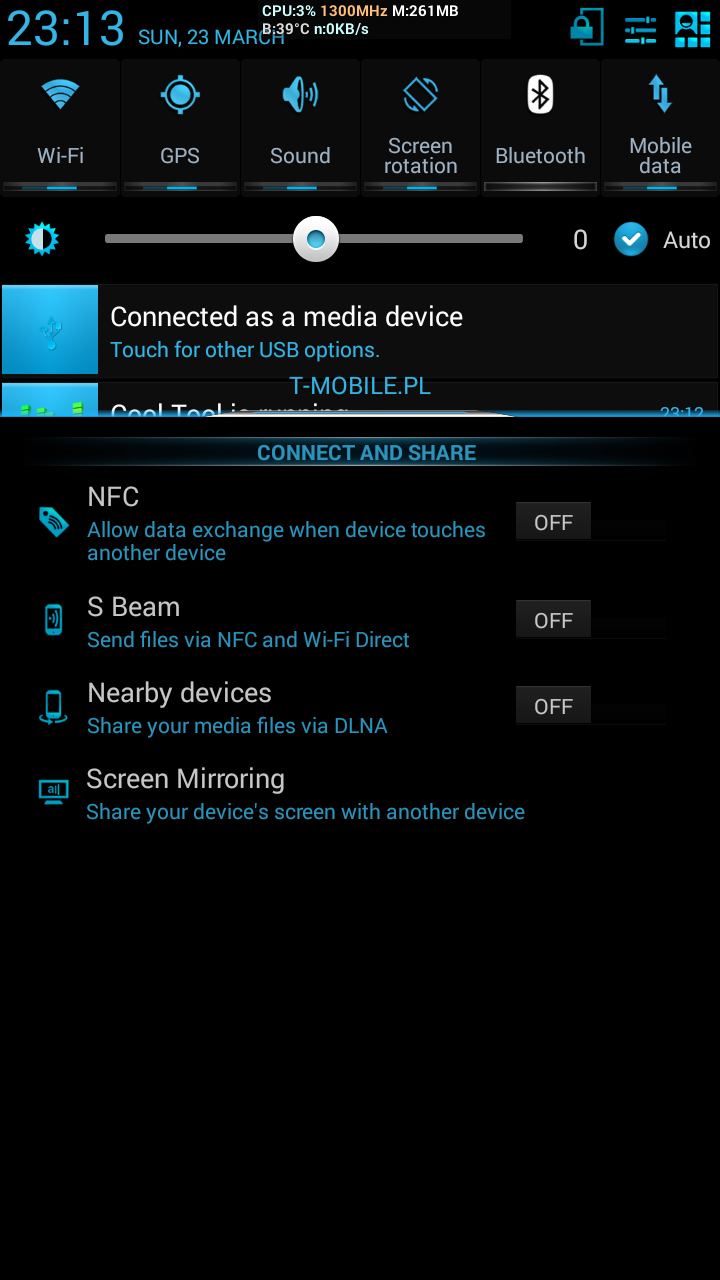 23:13 SUN, 23 MARCH
CPU:3% 1300MHz M:261MB
B:39°C n:0KB/s
Wi-Fi
GPS
Sound
Screen
rotation
Bluetooth
Mobile
data
0 Auto
Connected as a media device
Touch for other USB options.
T-MOBILE.PL
Cool Tool is running 23:12
CONNECT AND SHARE
NFC
Allow data exchange when device touches
another device
OFF
S Beam
Send files via NFC and Wi-Fi Direct
OFF
Nearby devices
Share your media files via DLNA
OFF
Screen Mirroring
Share your device's screen with another device